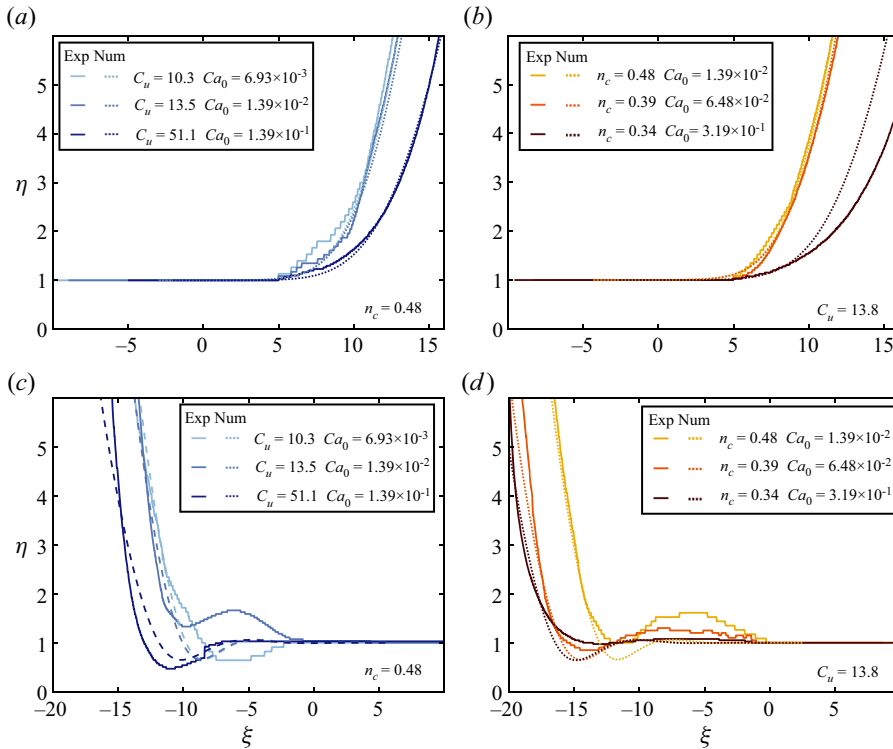 (a)
Exp Num
C_u = 10.3 Ca_0 = 6.93×10^-3
C_u = 13.5 Ca_0 = 1.39×10^-2
C_u = 51.1 Ca_0 = 1.39×10^-1
η
5
4
3
2
1
0
n_c = 0.48
−5 0 5 10 15
(b)
Exp Num
n_c = 0.48 Ca_0 = 1.39×10^-2
n_c = 0.39 Ca_0 = 6.48×10^-2
n_c = 0.34 Ca_0 = 3.19×10^-1
5
4
3
2
1
0
C_u = 13.8
−5 0 5 10 15
(c)
Exp Num
C_u = 10.3 Ca_0 = 6.93×10^-3
C_u = 13.5 Ca_0 = 1.39×10^-2
C_u = 51.1 Ca_0 = 1.39×10^-1
η
5
4
3
2
1
0
n_c = 0.48
−20 −15 −10 −5 0 5
ξ
(d)
Exp Num
n_c = 0.48 Ca_0 = 1.39×10^-2
n_c = 0.39 Ca_0 = 6.48×10^-2
n_c = 0.34 Ca_0 = 3.19×10^-1
5
4
3
2
1
0
C_u = 13.8
−20 −15 −10 −5 0 5
ξ